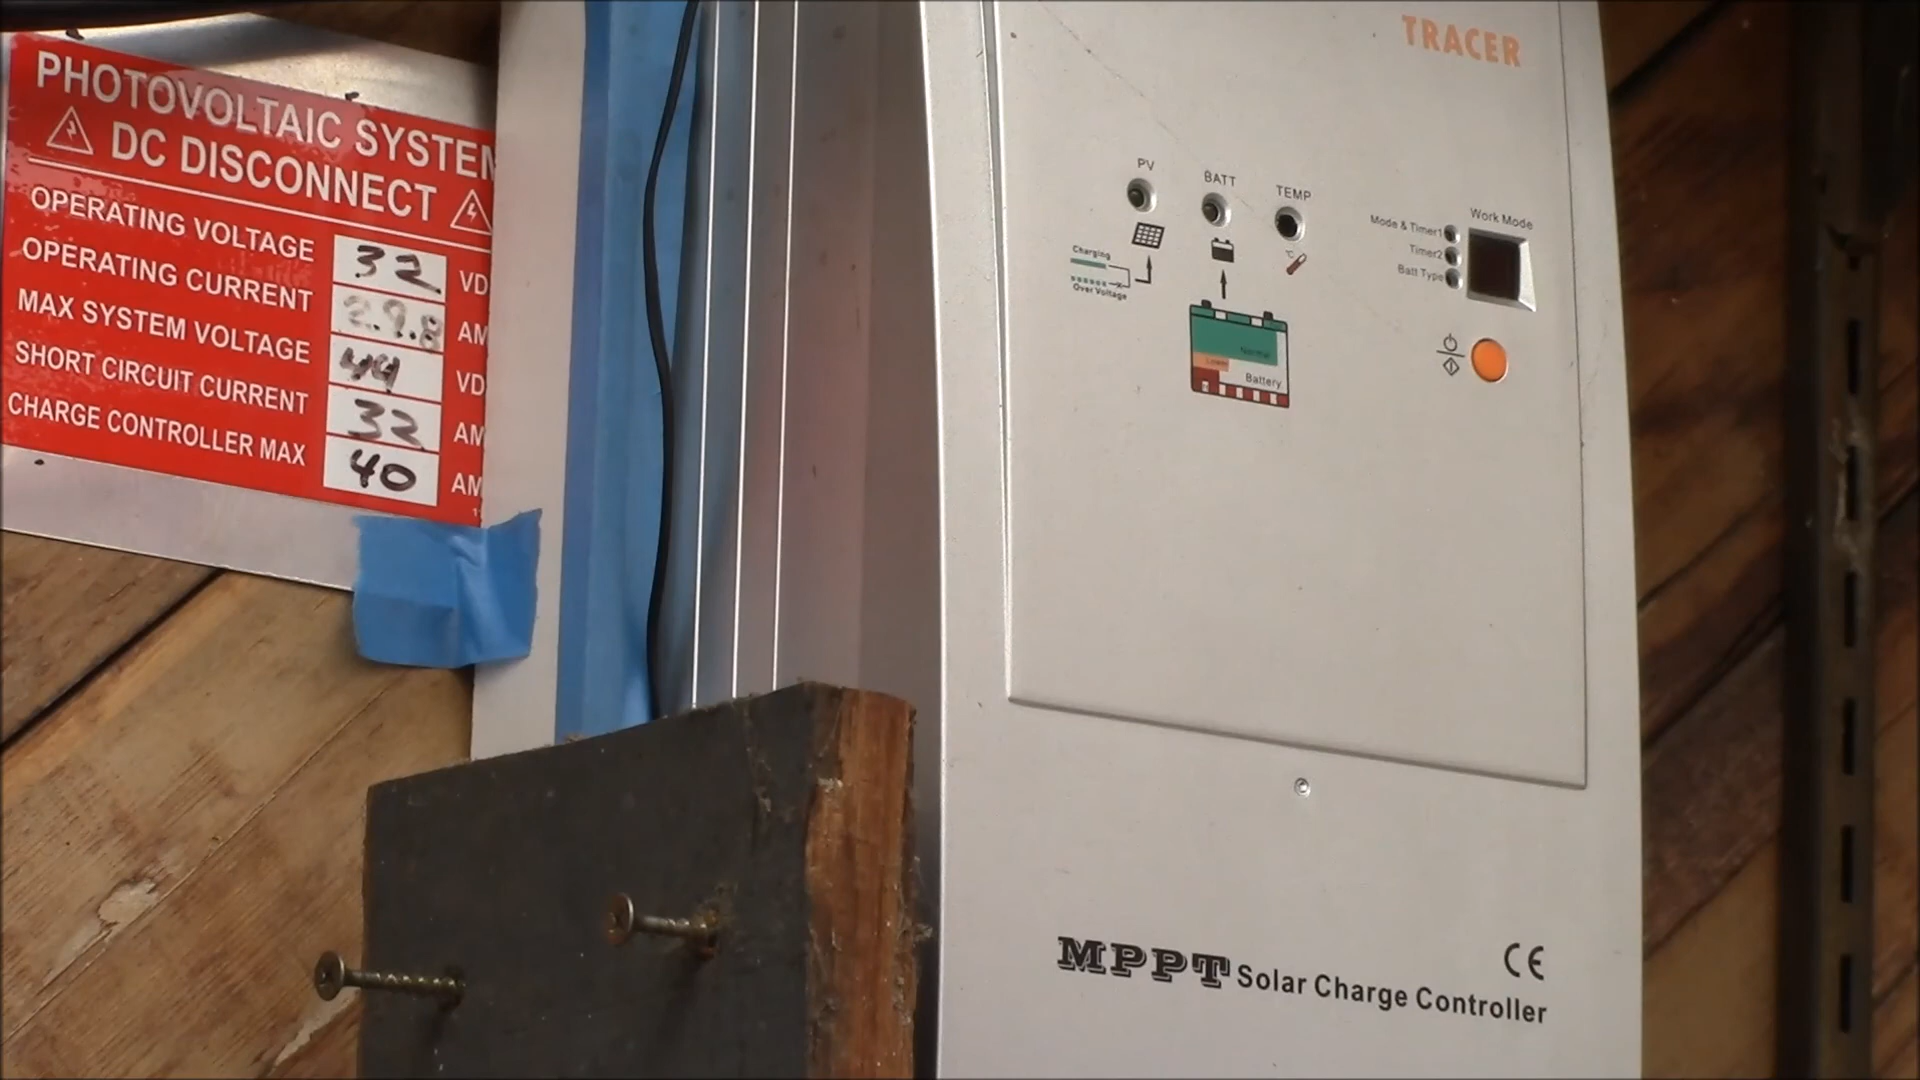 PHOTOVOLTAIC SYSTEM
DC DISCONNECT
OPERATING VOLTAGE 32 VD
OPERATING CURRENT 29.8 AM
MAX SYSTEM VOLTAGE 44 VD
SHORT CIRCUIT CURRENT 32 AM
CHARGE CONTROLLER MAX 40 AM
TRACER
PV
BATT
TEMP
Charging
Over Voltage
°C
Normal
Lower
Battery
Work Mode
Mode & Timer1
Timer2
Batt Type
CE
MPPT Solar Charge Controller